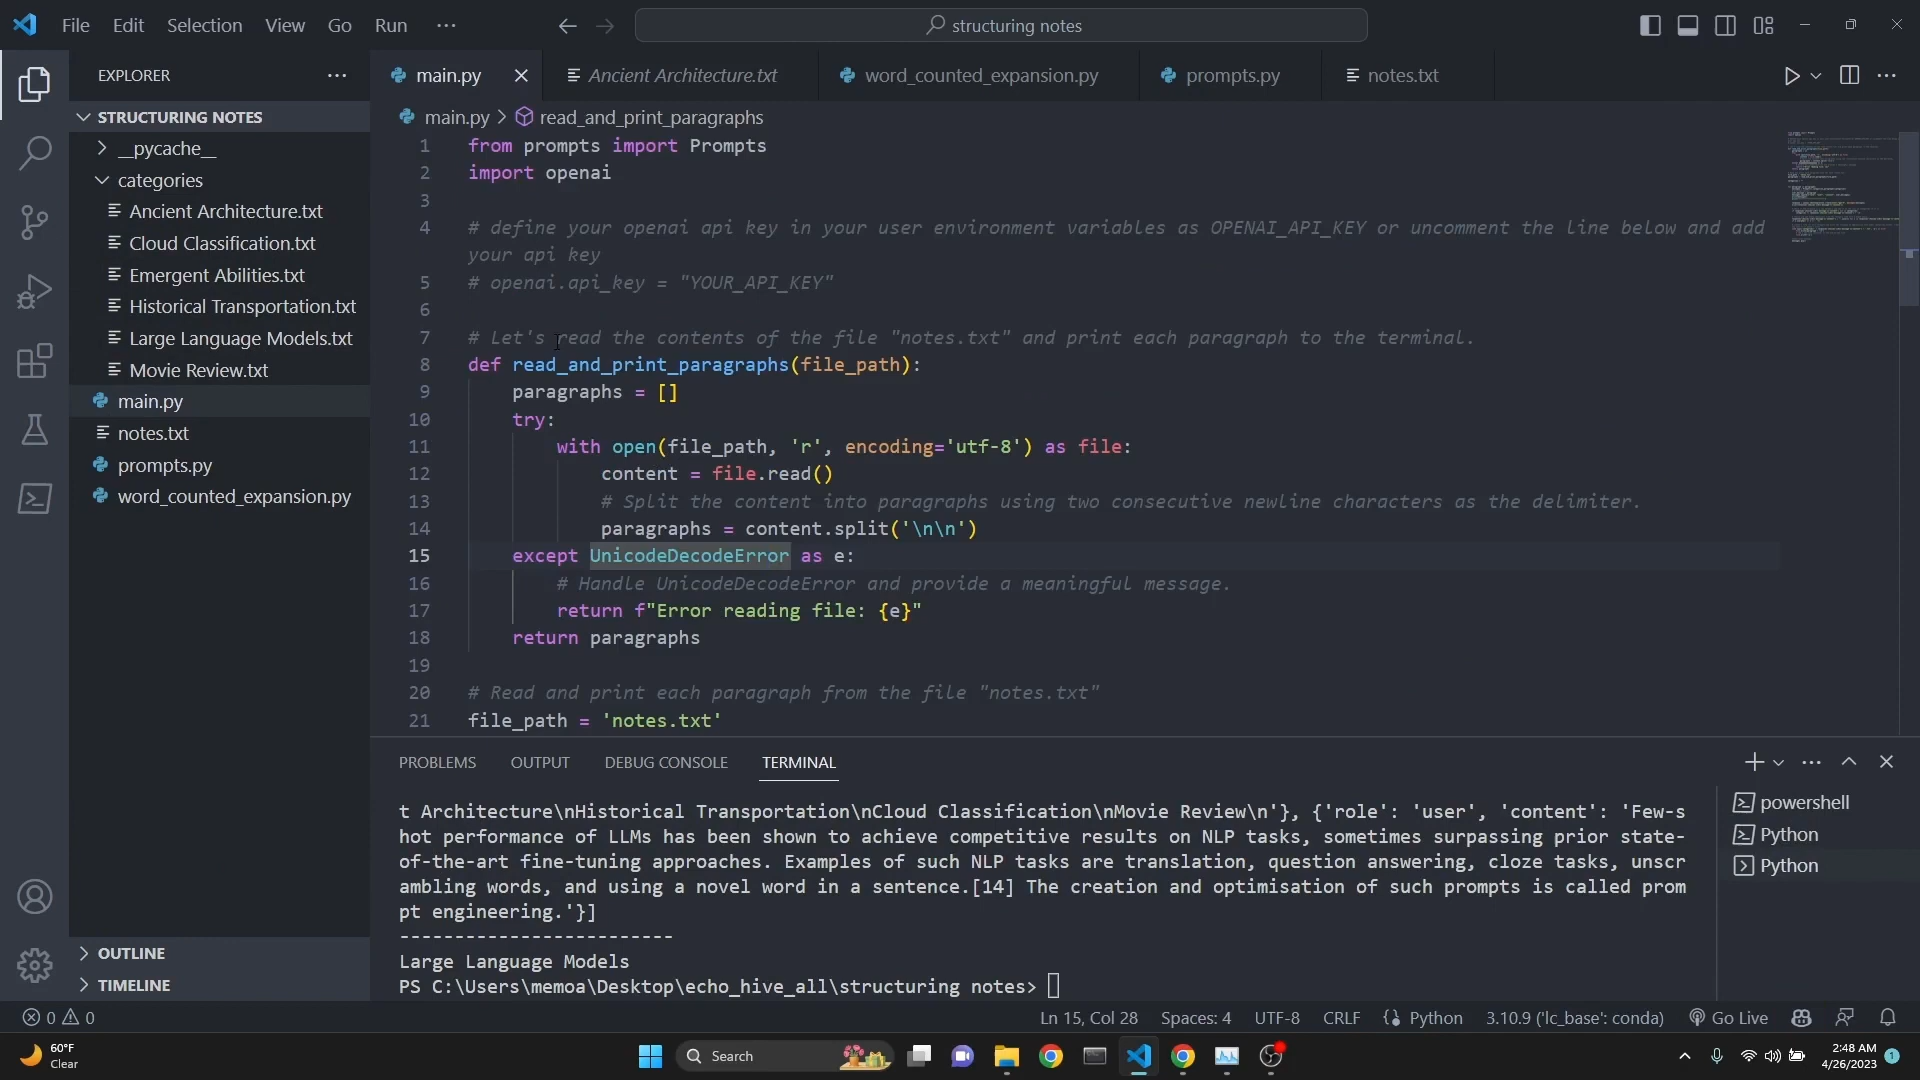 File Edit Selection View Go Run ···
structuring notes
EXPLORER ···
STRUCTURING NOTES
__pycache__
categories
Ancient Architecture.txt
Cloud Classification.txt
Emergent Abilities.txt
Historical Transportation.txt
Large Language Models.txt
Movie Review.txt
main.py
notes.txt
prompts.py
word_counted_expansion.py
OUTLINE
TIMELINE
main.py Ancient Architecture.txt word_counted_expansion.py prompts.py notes.txt
main.py > read_and_print_paragraphs
1 from prompts import Prompts
2 import openai
3
4 # define your openai api key in your user environment variables as OPENAI_API_KEY or uncomment the line below and add
your api key
5 # openai.api_key = "YOUR_API_KEY"
6
7 # Let's read the contents of the file "notes.txt" and print each paragraph to the terminal.
8 def read_and_print_paragraphs(file_path):
9 paragraphs = []
10 try:
11 with open(file_path, 'r', encoding='utf-8') as file:
12 content = file.read()
13 # Split the content into paragraphs using two consecutive newline characters as the delimiter.
14 paragraphs = content.split('\n\n')
15 except UnicodeDecodeError as e:
16 # Handle UnicodeDecodeError and provide a meaningful message.
17 return f"Error reading file: {e}"
18 return paragraphs
19
20 # Read and print each paragraph from the file "notes.txt"
21 file_path = 'notes.txt'
PROBLEMS OUTPUT DEBUG CONSOLE TERMINAL
t Architecture\nHistorical Transportation\nCloud Classification\nMovie Review\n'}, {'role': 'user', 'content': 'Few-s
hot performance of LLMs has been shown to achieve competitive results on NLP tasks, sometimes surpassing prior state-
of-the-art fine-tuning approaches. Examples of such NLP tasks are translation, question answering, cloze tasks, unscr
ambling words, and using a novel word in a sentence.[14] The creation and optimisation of such prompts is called prom
pt engineering.'}]
-------------------------
Large Language Models
PS C:\Users\memoa\Desktop\echo_hive_all\structuring notes>
powershell
Python
Python
0 0
Ln 15, Col 28 Spaces: 4 UTF-8 CRLF Python 3.10.9 ('lc_base': conda) Go Live
60°F
Clear
Search
2:48 AM
4/26/2023
1